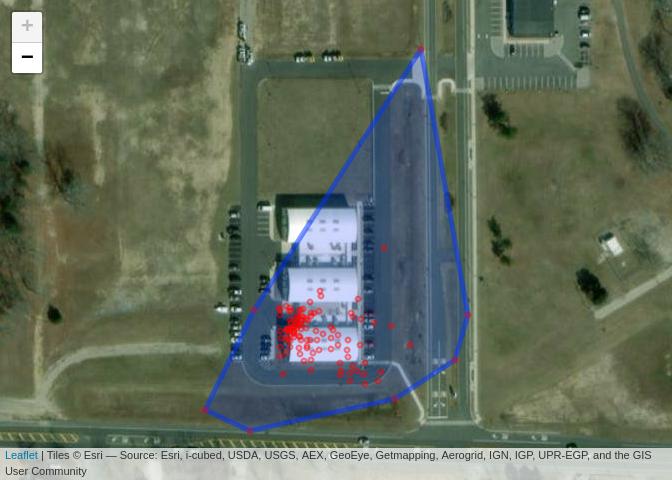 +
−
Leaflet | Tiles © Esri — Source: Esri, i-cubed, USDA, USGS, AEX, GeoEye, Getmapping, Aerogrid, IGN, IGP, UPR-EGP, and the GIS
User Community